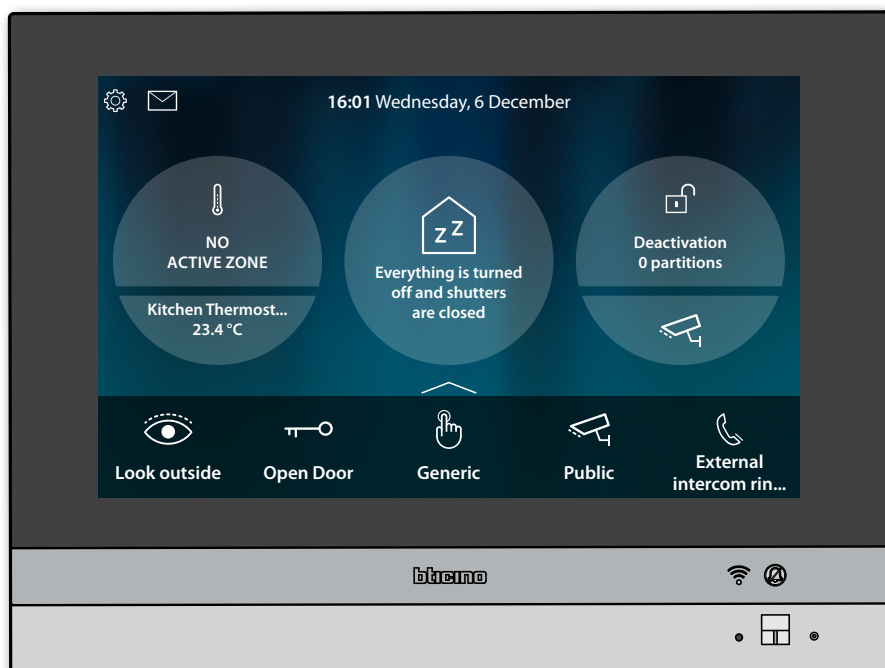 16:01 Wednesday, 6 December
NO
ACTIVE ZONE
Kitchen Thermost...
23.4 °C
z Z
Everything is turned
off and shutters
are closed
Deactivation
0 partitions
Look outside
Open Door
Generic
Public
External
intercom rin...
bticino